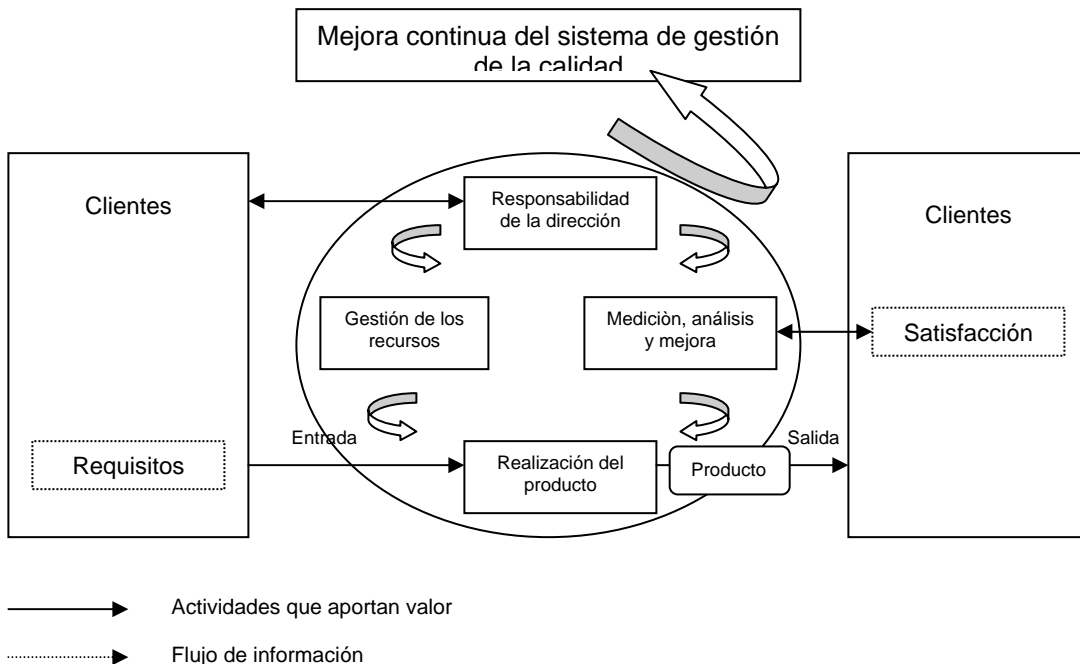 Mejora continua del sistema de gestión
de la calidad
Clientes
Responsabilidad
de la dirección
Clientes
Gestión de los
recursos
Mediciòn, análisis
y mejora
Satisfacción
Entrada
Salida
Requisitos
Realización del
producto
Producto
Actividades que aportan valor
Flujo de información